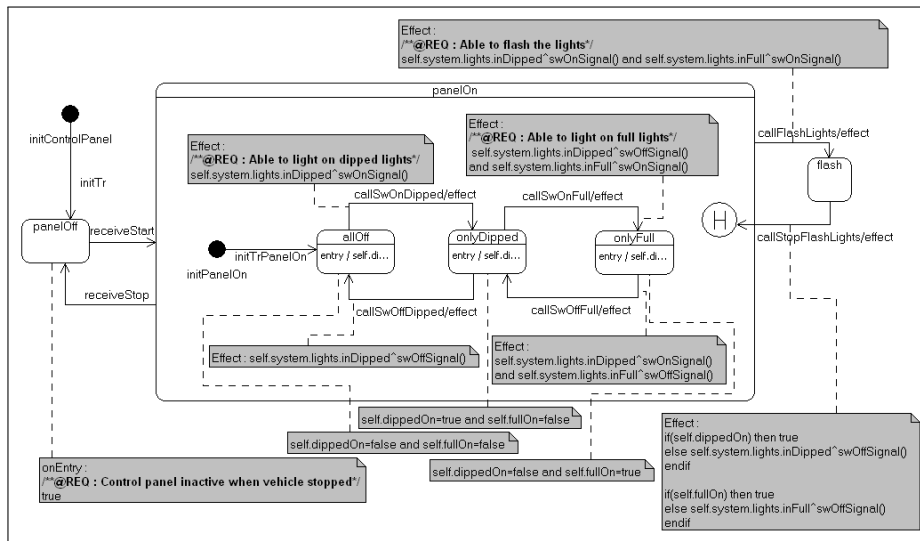 Effect :
/**@REQ : Able to flash the lights*/
self.system.lights.inDipped^swOnSignal() and self.system.lights.inFull^swOnSignal()
panelOn
initControlPanel
initTr
panelOff
receiveStart
receiveStop
Effect :
/**@REQ : Able to light on dipped lights*/
self.system.lights.inDipped^swOnSignal()
Effect :
/**@REQ : Able to light on full lights*/
self.system.lights.inDipped^swOffSignal()
and self.system.lights.inFull^swOnSignal()
callFlashLights/effect
flash
H
callStopFlashLights/effect
callSwOnDipped/effect
callSwOnFull/effect
initPanelOn
initTrPanelOn
allOff
entry / self.di...
onlyDipped
entry / self.di...
onlyFull
entry / self.di...
callSwOffDipped/effect
callSwOffFull/effect
Effect : self.system.lights.inDipped^swOffSignal()
Effect :
self.system.lights.inDipped^swOnSignal()
and self.system.lights.inFull^swOffSignal()
self.dippedOn=true and self.fullOn=false
self.dippedOn=false and self.fullOn=false
self.dippedOn=false and self.fullOn=true
onEntry :
/**@REQ : Control panel inactive when vehicle stopped*/
true
Effect :
if(self.dippedOn) then true
else self.system.lights.inDipped^swOffSignal()
endif
if(self.fullOn) then true
else self.system.lights.inFull^swOffSignal()
endif